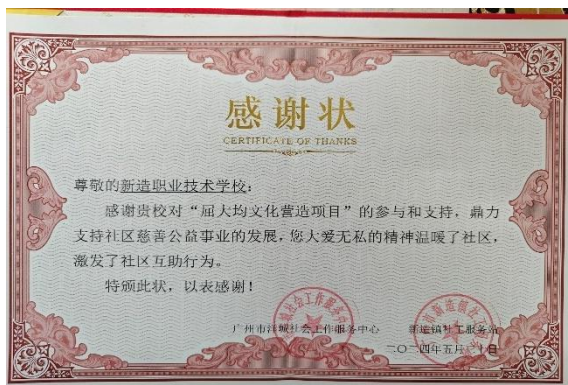 感谢状
CERTIFICATE OF THANKS
尊敬的新造职业技术学校:
感谢贵校对“屈大均文化营造项目”的参与和支持，鼎力
支持社区慈善公益事业的发展，您大爱无私的精神温暖了社区，
激发了社区互助行为。
特颁此状，以表感谢！
广州市洋城社会工作服务中心 新造镇社工服务站
二〇二四年五月二十日